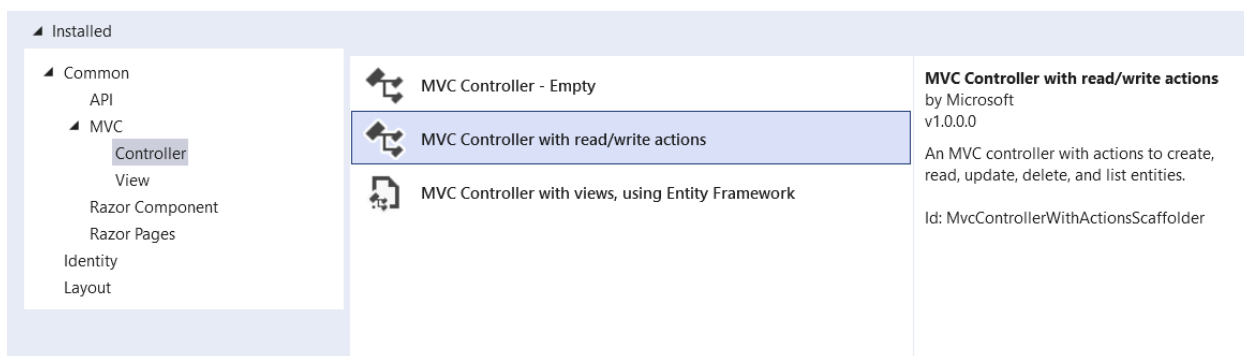 Installed
Common
API
MVC
Controller
View
Razor Component
Razor Pages
Identity
Layout
MVC Controller - Empty
MVC Controller with read/write actions
MVC Controller with views, using Entity Framework
MVC Controller with read/write actions
by Microsoft
v1.0.0.0
An MVC controller with actions to create,
read, update, delete, and list entities.
Id: MvcControllerWithActionsScaffolder